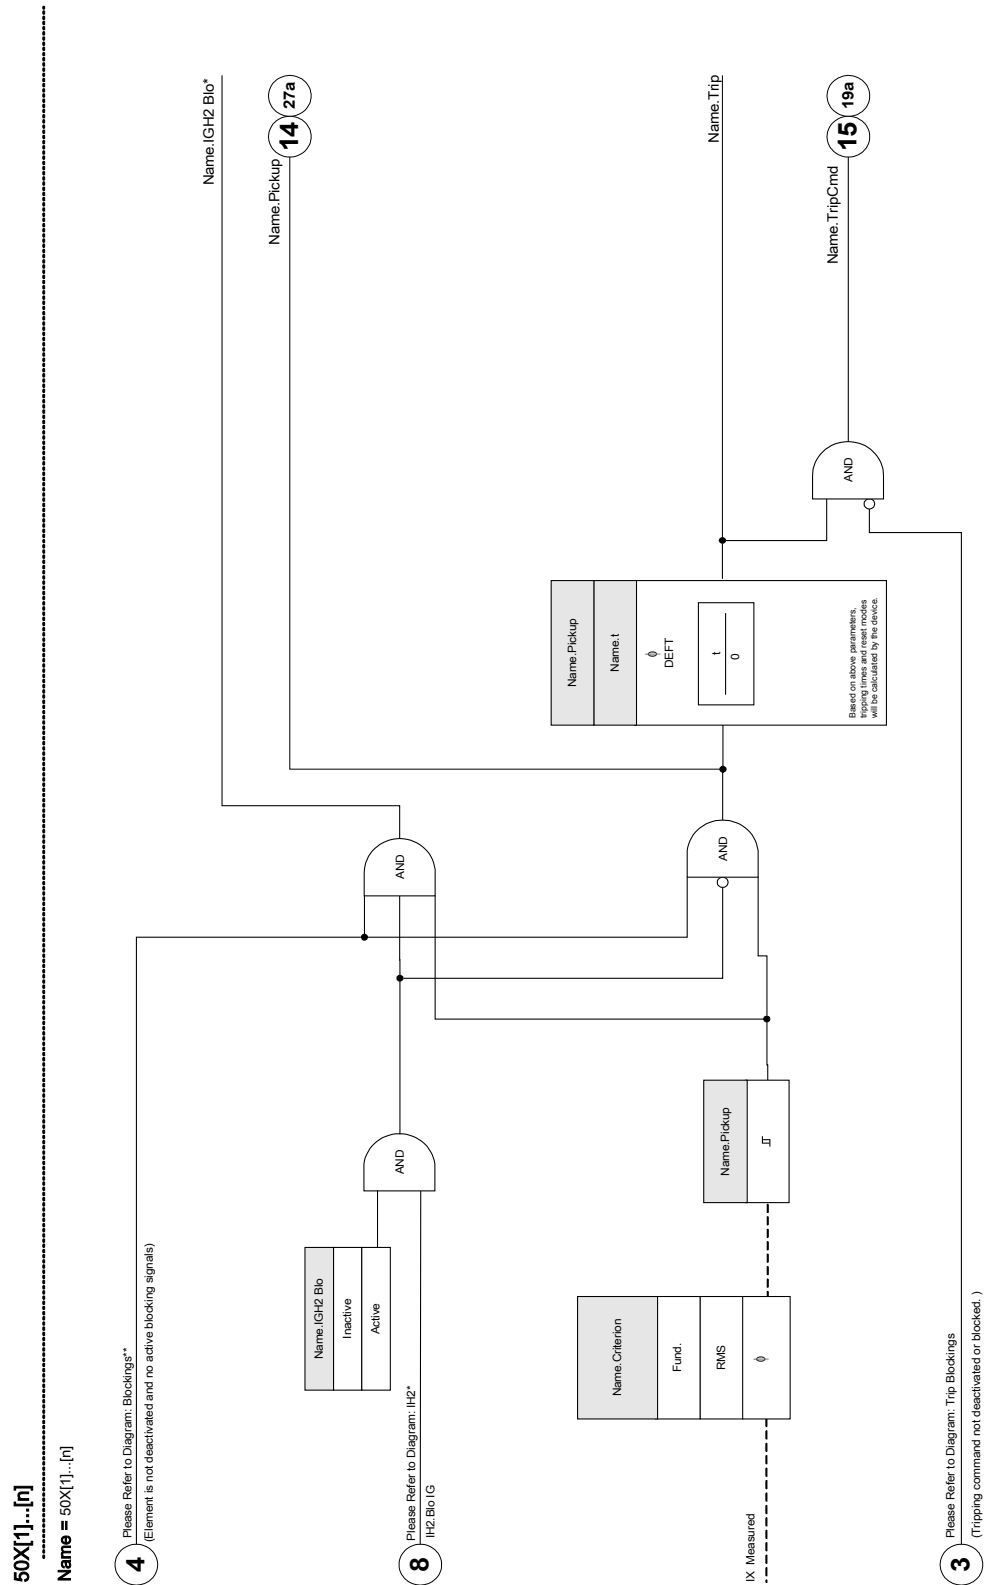 50X[1]...[n]
Name = 50X[1]...[n]
4
Please Refer to Diagram: Blockings**
(Element is not deactivated and no active blocking signals)
Name.IGH2 Blo
Inactive
Active
8
Please Refer to Diagram: IH2*
IH2.Blo IG
AND
AND
Name.IGH2 Blo*
Name.Pickup
14
27a
IX Measured
Name.Criterion
Fund.
RMS
ϕ
Name.Pickup
AND
Name.Pickup
Name.t
ϕ
DEFT
t
0
Based on above parameters,
tripping times and reset modes
will be calculated by the device.
Name.Trip
AND
Name.TripCmd
15
19a
3
Please Refer to Diagram: Trip Blockings
(Tripping command not deactivated or blocked. )